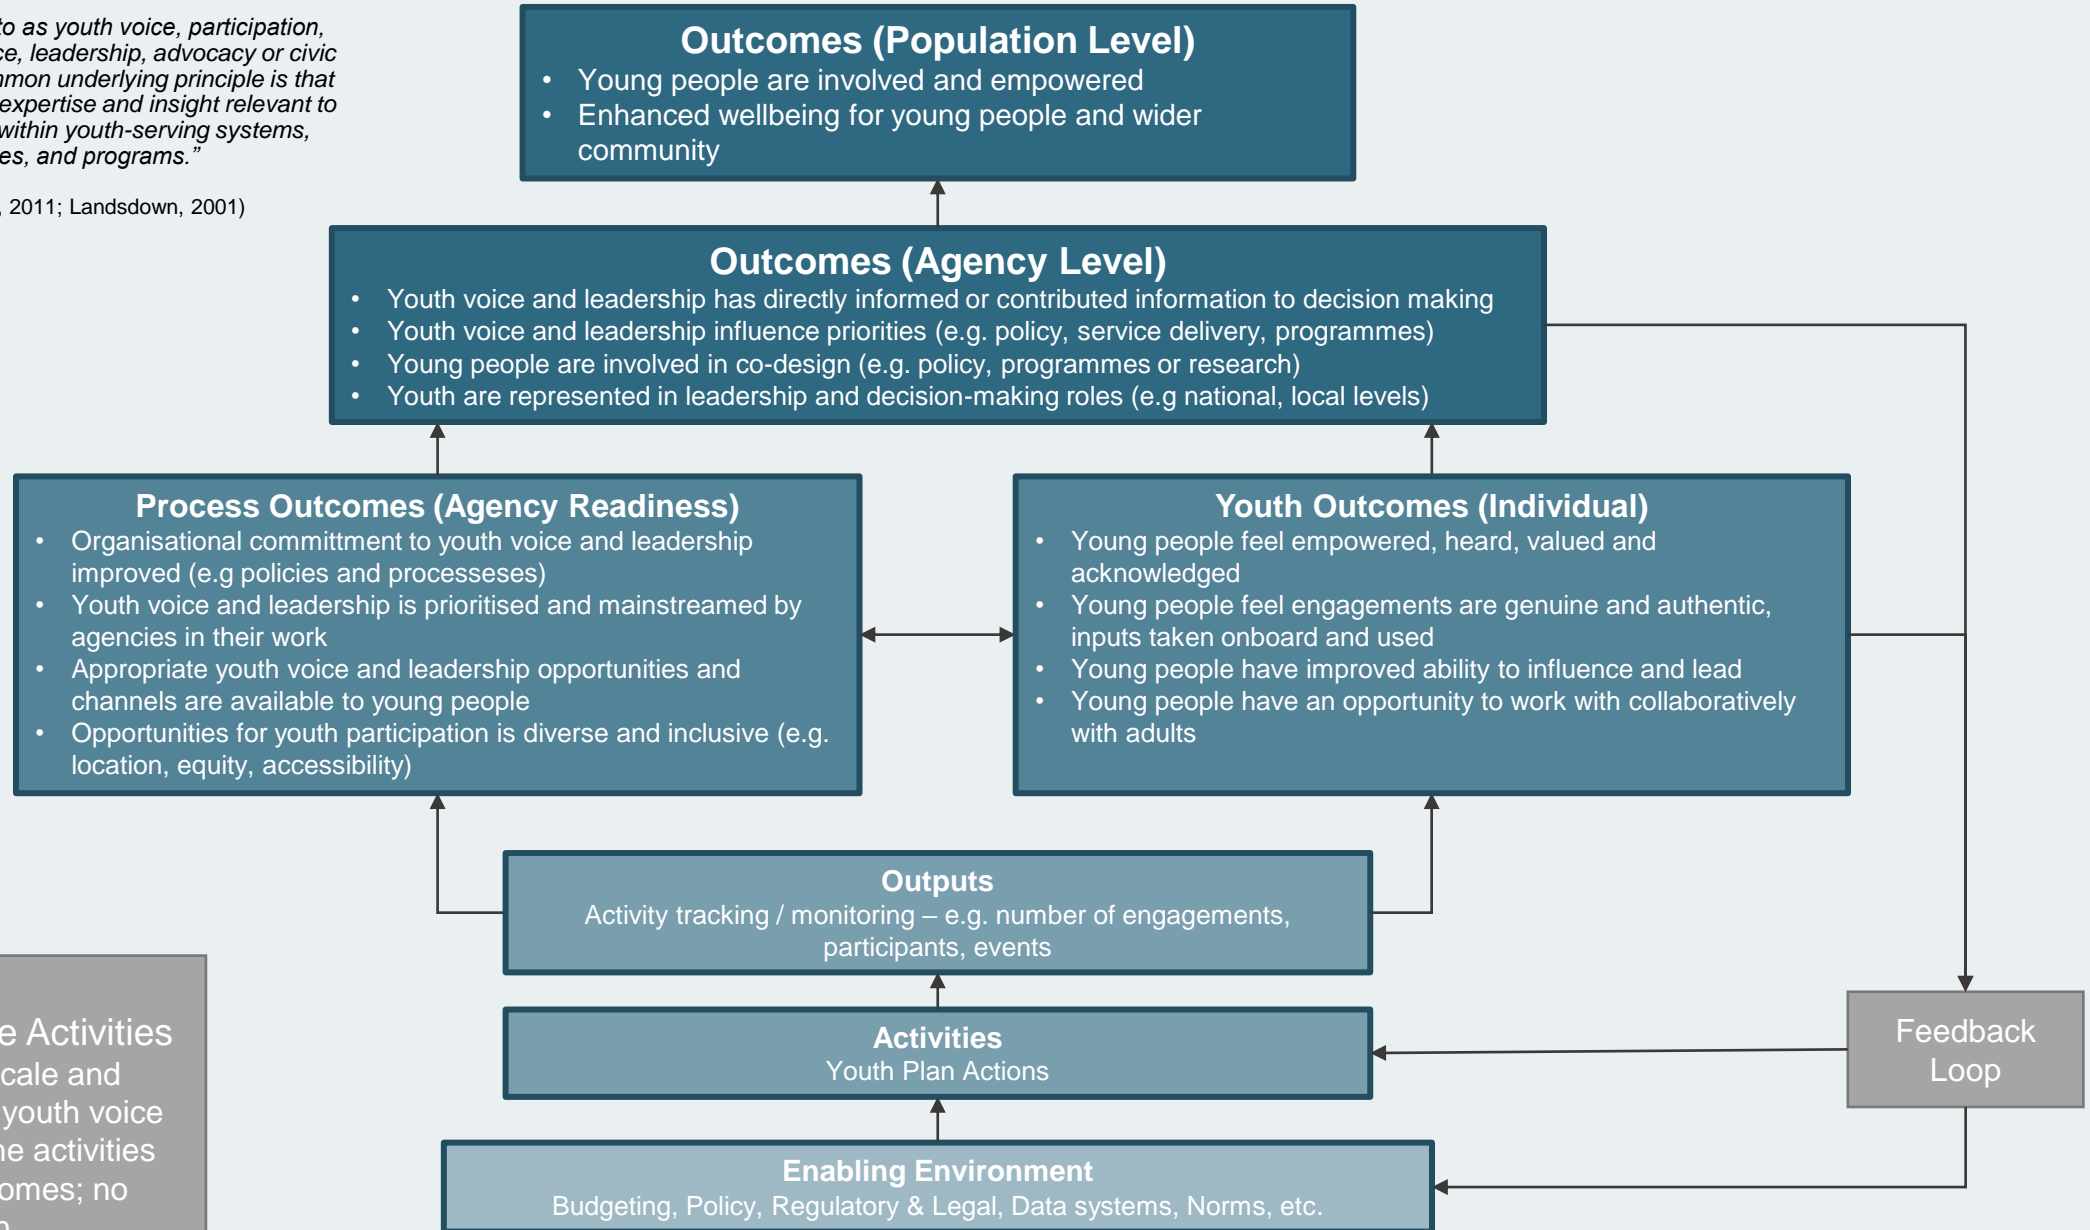 to as youth voice, participation,
ce, leadership, advocacy or civic
mmon underlying principle is that
expertise and insight relevant to
within youth-serving systems,
es, and programs.”
, 2011; Landsdown, 2001)
Outcomes (Population Level)
• Young people are involved and empowered
• Enhanced wellbeing for young people and wider
community
Outcomes (Agency Level)
• Youth voice and leadership has directly informed or contributed information to decision making
• Youth voice and leadership influence priorities (e.g. policy, service delivery, programmes)
• Young people are involved in co-design (e.g. policy, programmes or research)
• Youth are represented in leadership and decision-making roles (e.g national, local levels)
Process Outcomes (Agency Readiness)
• Organisational committment to youth voice and leadership
improved (e.g policies and processeses)
• Youth voice and leadership is prioritised and mainstreamed by
agencies in their work
• Appropriate youth voice and leadership opportunities and
channels are available to young people
• Opportunities for youth participation is diverse and inclusive (e.g.
location, equity, accessibility)
Youth Outcomes (Individual)
• Young people feel empowered, heard, valued and
acknowledged
• Young people feel engagements are genuine and authentic,
inputs taken onboard and used
• Young people have improved ability to influence and lead
• Young people have an opportunity to work with collaboratively
with adults
Outputs
Activity tracking / monitoring – e.g. number of engagements,
participants, events
Activities
Youth Plan Actions
Enabling Environment
Budgeting, Policy, Regulatory & Legal, Data systems, Norms, etc.
Feedback
Loop
e Activities
cale and
youth voice
ne activities
omes; no